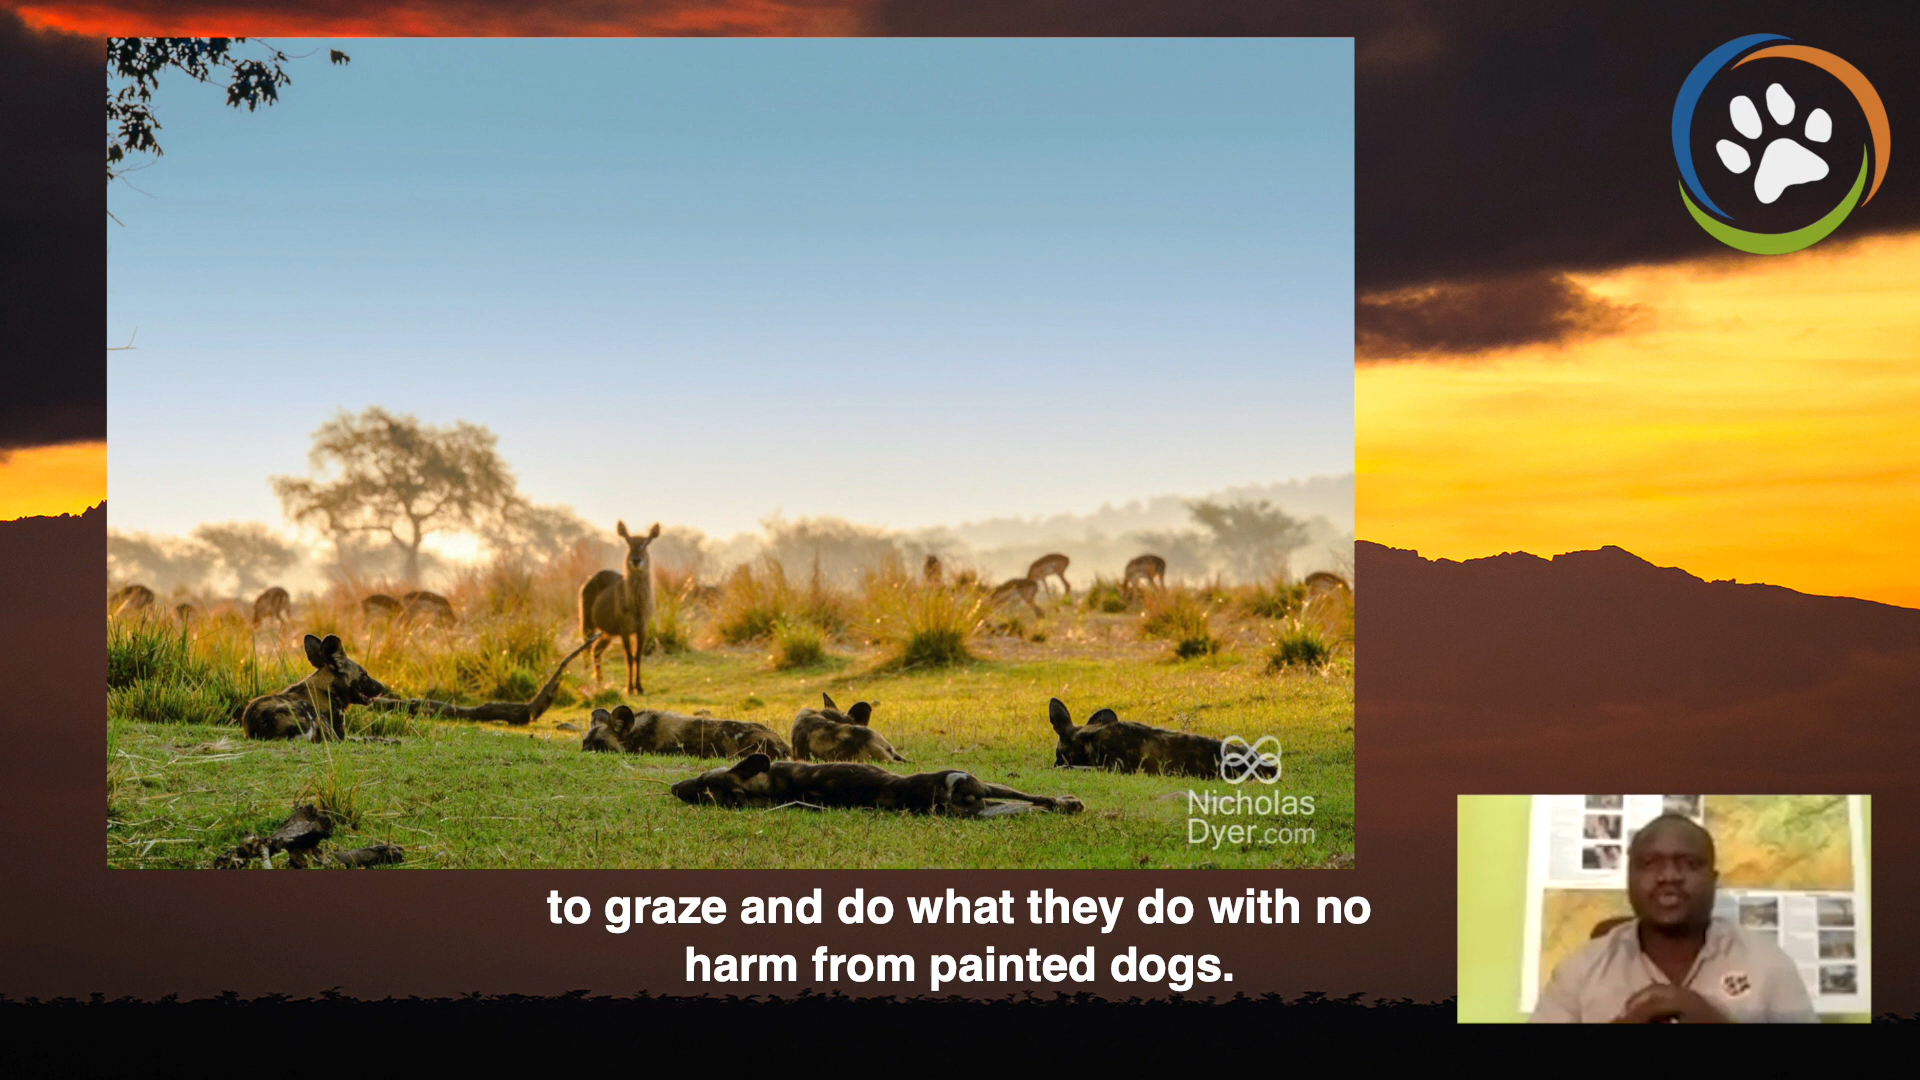 Nicholas
Dyer.com
to graze and do what they do with no
harm from painted dogs.